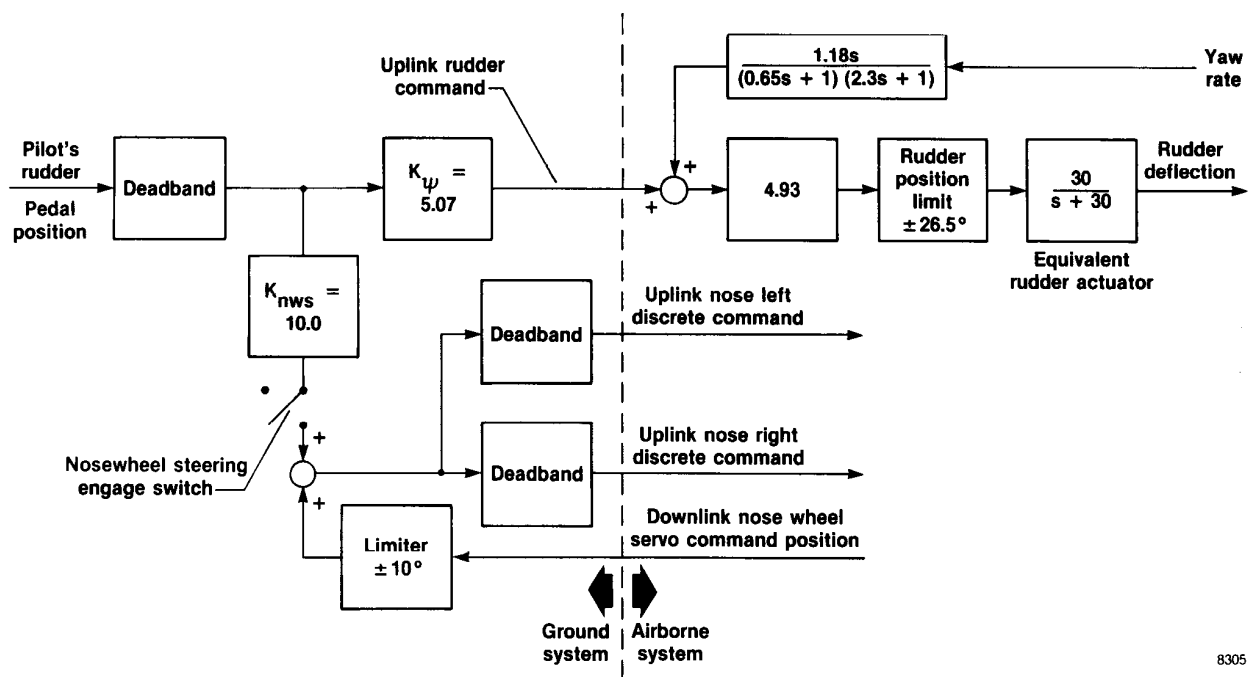 Uplink rudder
command
1.18s
(0.65s + 1) (2.3s + 1)
Yaw
rate
Pilot's
rudder
Pedal
position
Deadband
Kψ =
5.07
+
+
4.93
Rudder
position
limit
± 26.5°
30
s + 30
Rudder
deflection
Equivalent
rudder actuator
Knws =
10.0
Deadband
Uplink nose left
discrete command
Nosewheel steering
engage switch
+
+
Deadband
Uplink nose right
discrete command
Limiter
± 10°
Downlink nose wheel
servo command position
Ground
system
Airborne
system
8305